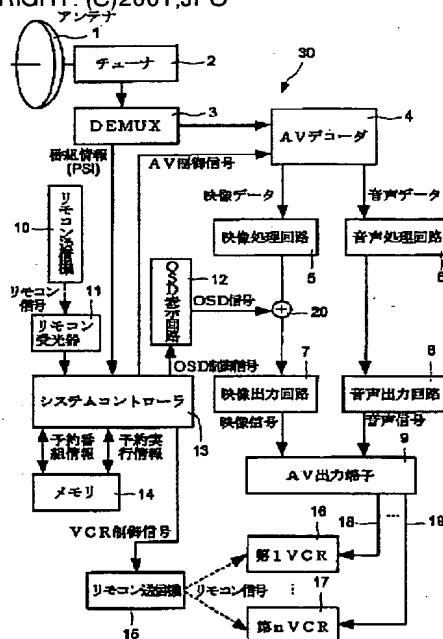 RIGHT: (C)2001,JPO
アンテナ
1
チューナ
2
30
DEMUX
3
AVデコーダ
4
番組情報
(PSI)
AV制御信号
映像データ
音声データ
10
リモコン送信機
映像処理回路
5
音声処理回路
6
リモコン
信号
11
リモコン
受光器
12
OSD表示回路
OSD信号
20
OSD制御信号
7
8
映像出力回路
音声出力回路
システムコントローラ
13
映像信号
音声信号
9
予約番
組情報
予約実
行情報
AV出力端子
メモリ
14
VCR制御信号
16
18
…
19
第1VCR
リモコン送信機
15
リモコン信号
17
第nVCR